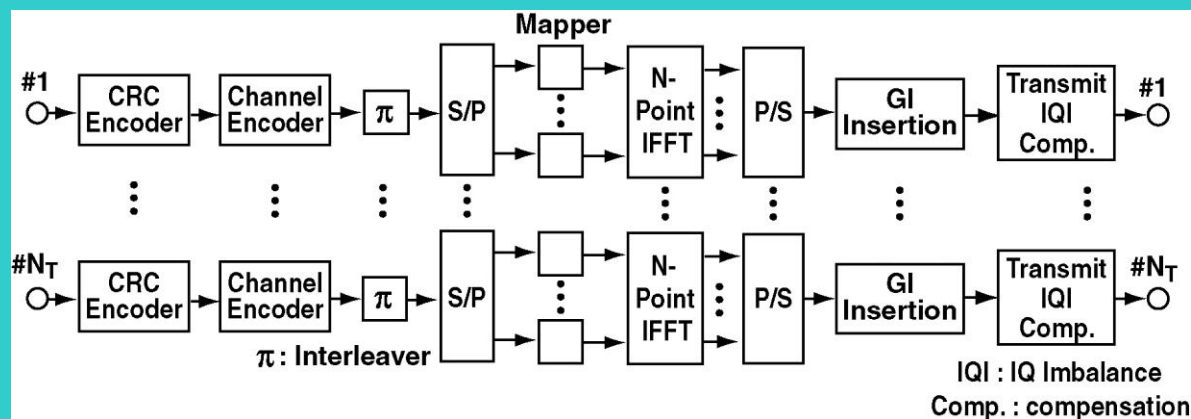 Mapper
#1
CRC
Encoder
Channel
Encoder
π
S/P
N-
Point
IFFT
P/S
GI
Insertion
Transmit
IQI
Comp.
#1
#N_T
CRC
Encoder
Channel
Encoder
π
S/P
N-
Point
IFFT
P/S
GI
Insertion
Transmit
IQI
Comp.
#N_T
π : Interleaver
IQI : IQ Imbalance
Comp. : compensation